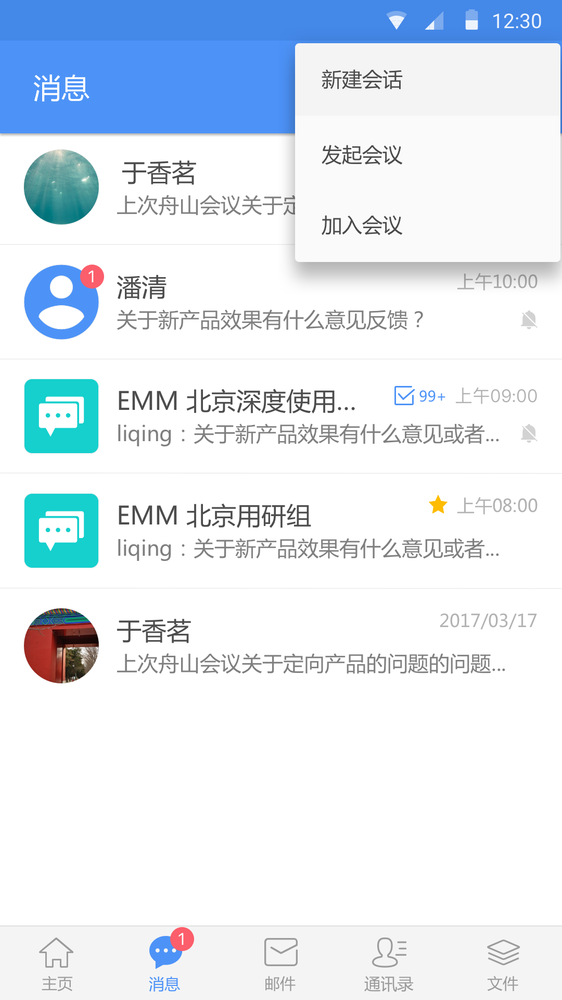 12:30
消息
新建会话
发起会议
加入会议
于香茗
上次舟山会议关于定
1
潘清
上午10:00
关于新产品效果有什么意见反馈？
EMM 北京深度使用...
99+
上午09:00
liqing：关于新产品效果有什么意见或者...
EMM 北京用研组
上午08:00
liqing：关于新产品效果有什么意见或者...
于香茗
2017/03/17
上次舟山会议关于定向产品的问题的问题...
1
主页
消息
邮件
通讯录
文件